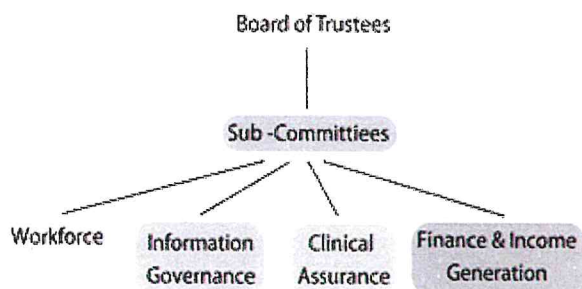 Board of Trustees
Sub -Committiees
Workforce
Information
Governance
Clinical
Assurance
Finance & Income
Generation